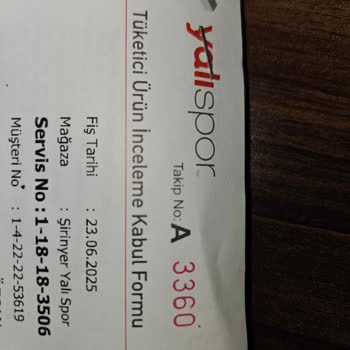 yalıspor
Takip No: A 3360
Tüketici Ürün İnceleme Kabul Formu
Fiş Tarihi : 23.06.2025
Mağaza : Şirinyer Yalı Spor
Servis No : 1-18-18-3506
Müşteri No : 1-4-22-22-53619